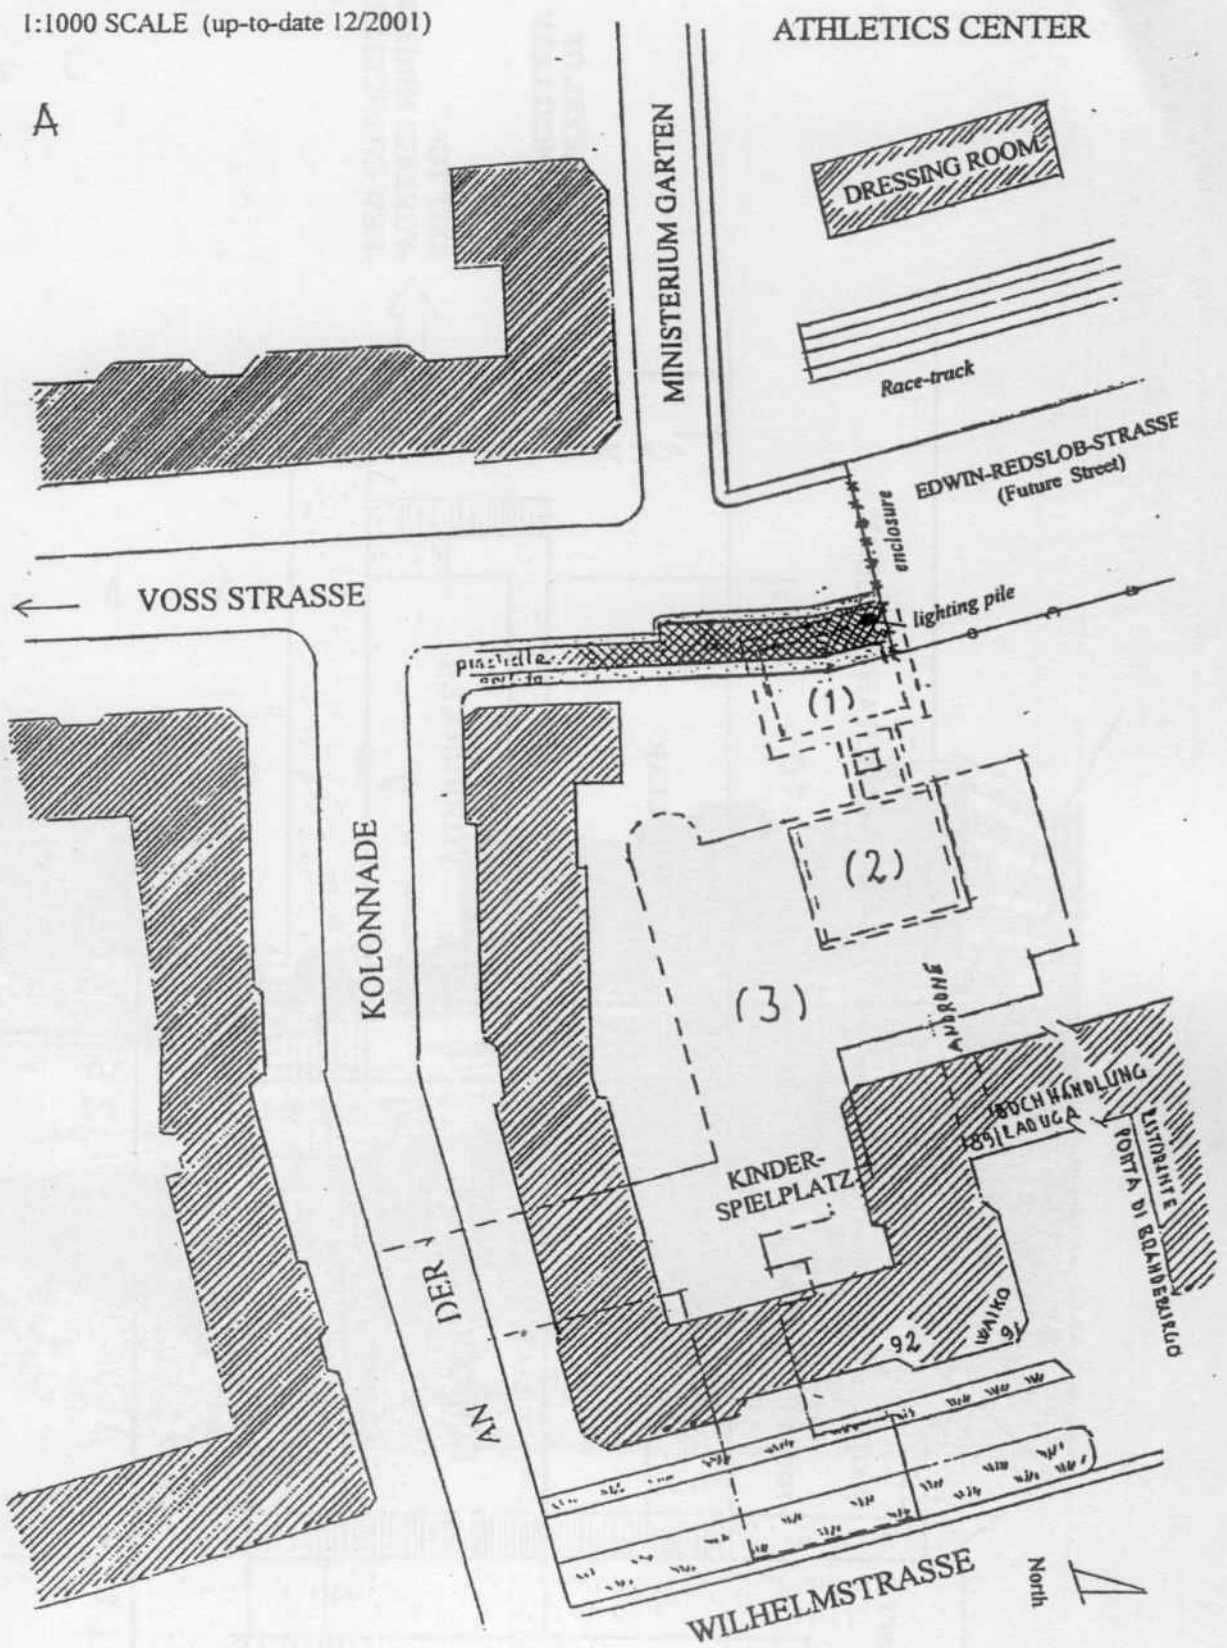 1:1000 SCALE (up-to-date 12/2001)
ATHLETICS CENTER
A
DRESSING ROOM
MINISTERIUM GARTEN
Race-track
EDWIN-REDSLOB-STRASSE
(Future Street)
enclosure
VOSS STRASSE
lighting pile
(1)
(2)
KOLONNADE
(3)
ANDRONE
BUCHHANDLUNG
89/LADUGA
RISTORANTE
PORTA DI BRANDEBURGO
KINDER-
SPIELPLATZ
DER
AN
92
WAIKO
91
WILHELMSTRASSE
North